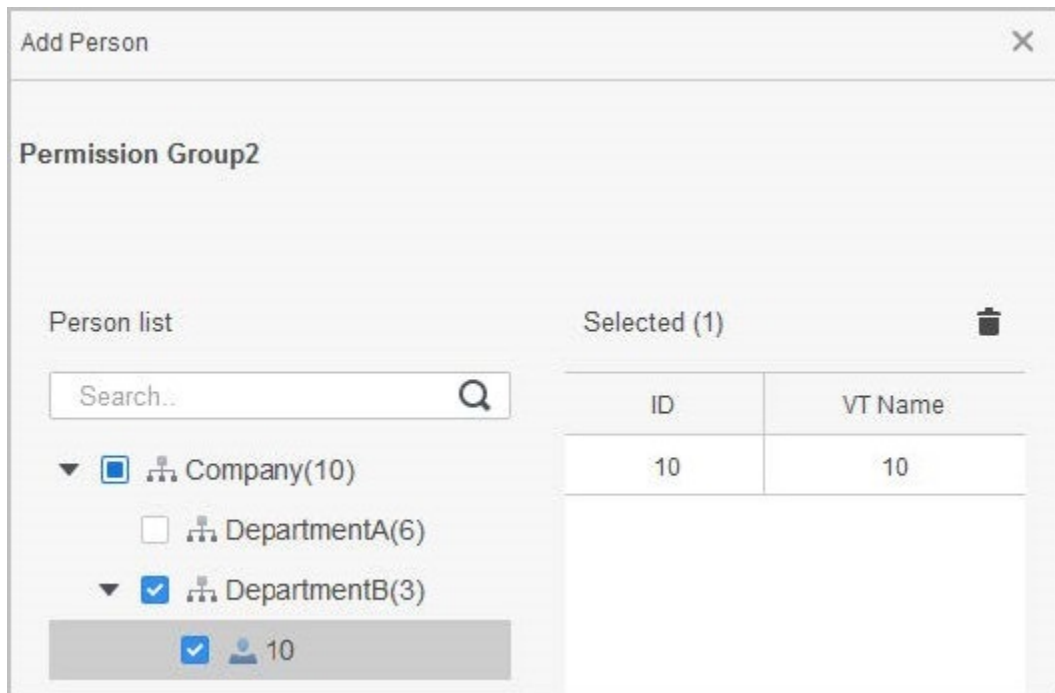 Add Person
Permission Group2
Person list
Search..
Company(10)
DepartmentA(6)
DepartmentB(3)
10
Selected (1)
ID VT Name
10 10